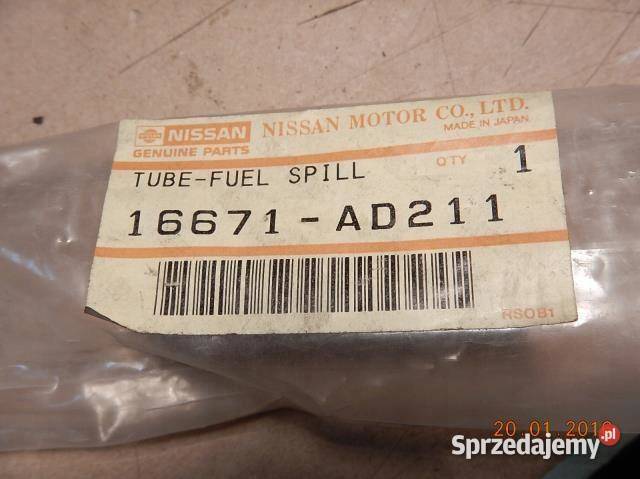 NISSAN NISSAN MOTOR CO., LTD.
GENUINE PARTS MADE IN JAPAN
TUBE-FUEL SPILL QTY 1
16671-AD211
RSOB1
20.01.201
Sprzedajemy.pl